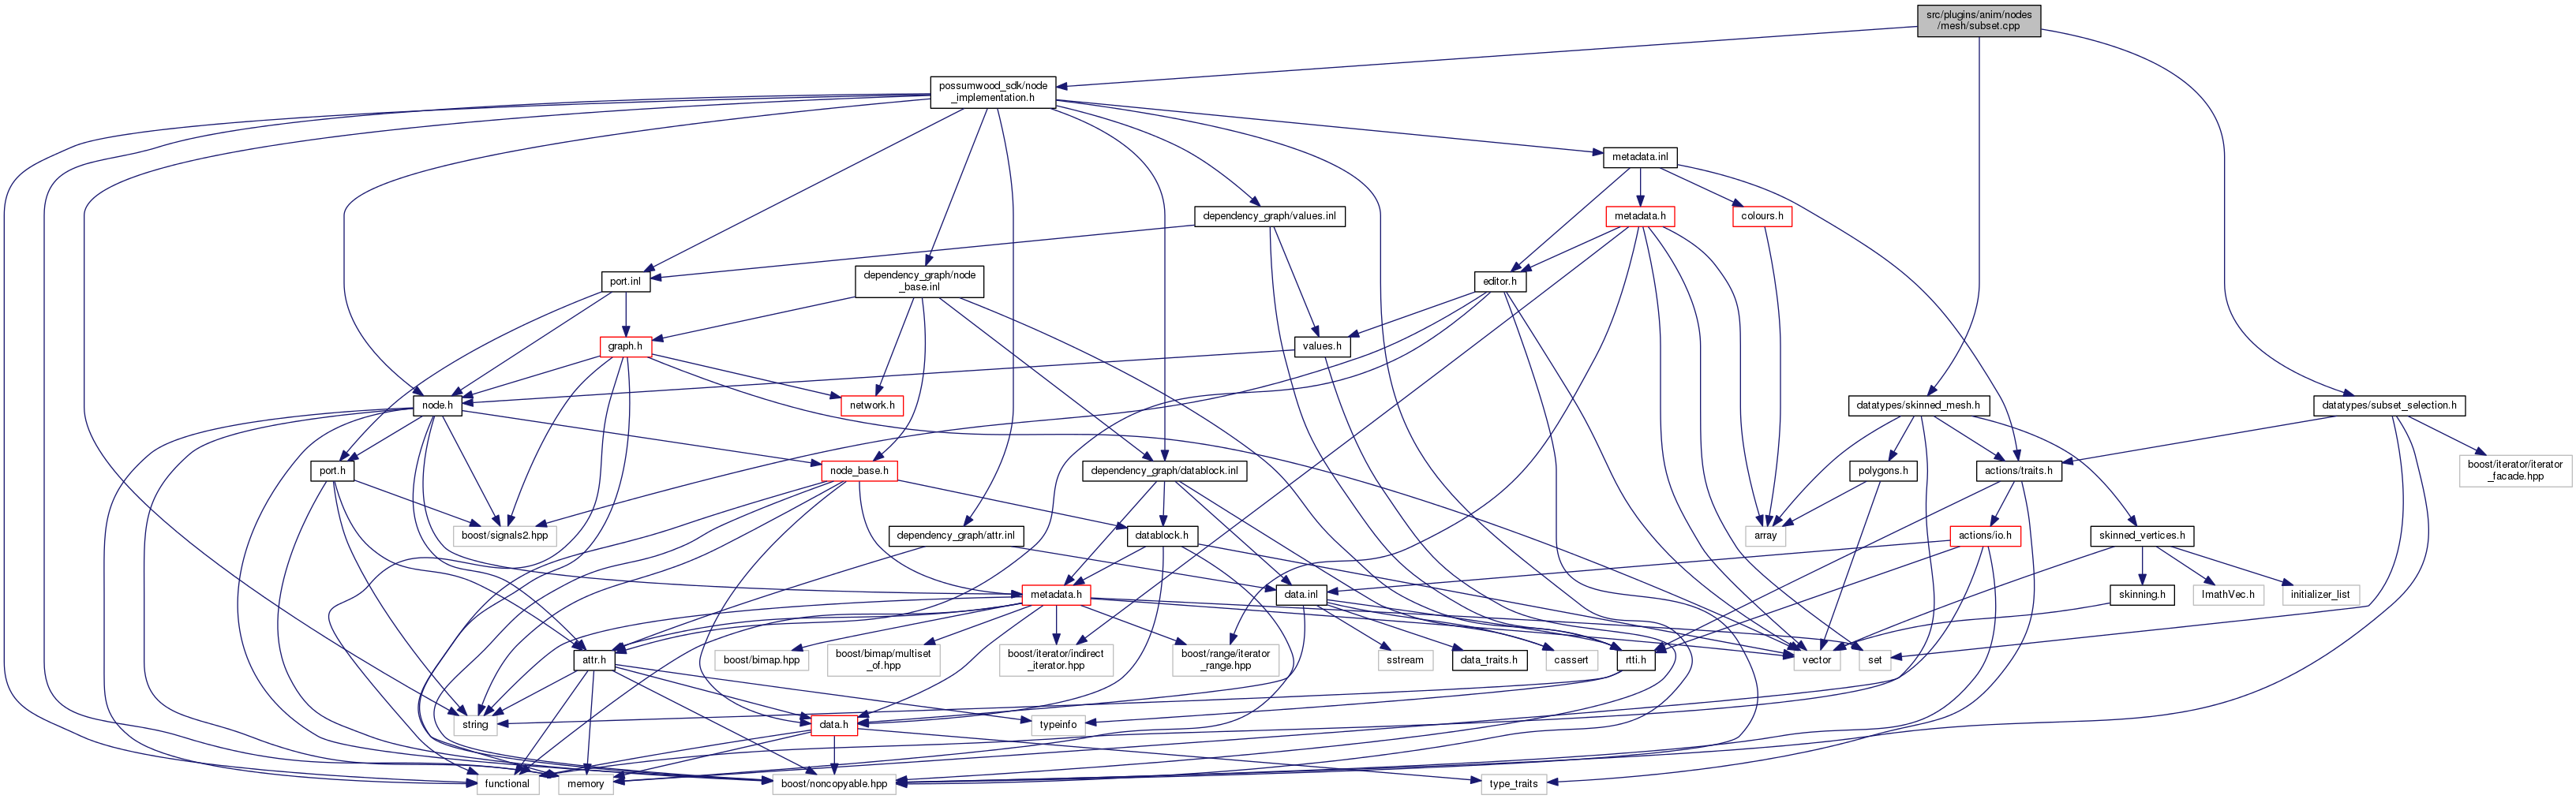 src/plugins/anim/nodes
/mesh/subset.cpp
possumwood_sdk/node
_implementation.h
metadata.inl
dependency_graph/values.inl
metadata.h
colours.h
port.inl
dependency_graph/node
_base.inl
editor.h
graph.h
values.h
node.h
network.h
datatypes/skinned_mesh.h
datatypes/subset_selection.h
port.h
node_base.h
dependency_graph/datablock.inl
polygons.h
actions/traits.h
boost/iterator/iterator
_facade.hpp
boost/signals2.hpp
dependency_graph/attr.inl
datablock.h
array
actions/io.h
skinned_vertices.h
metadata.h
data.inl
skinning.h
ImathVec.h
initializer_list
attr.h
boost/bimap.hpp
boost/bimap/multiset
_of.hpp
boost/iterator/indirect
_iterator.hpp
boost/range/iterator
_range.hpp
sstream
data_traits.h
cassert
rtti.h
vector
set
string
data.h
typeinfo
functional
memory
boost/noncopyable.hpp
type_traits